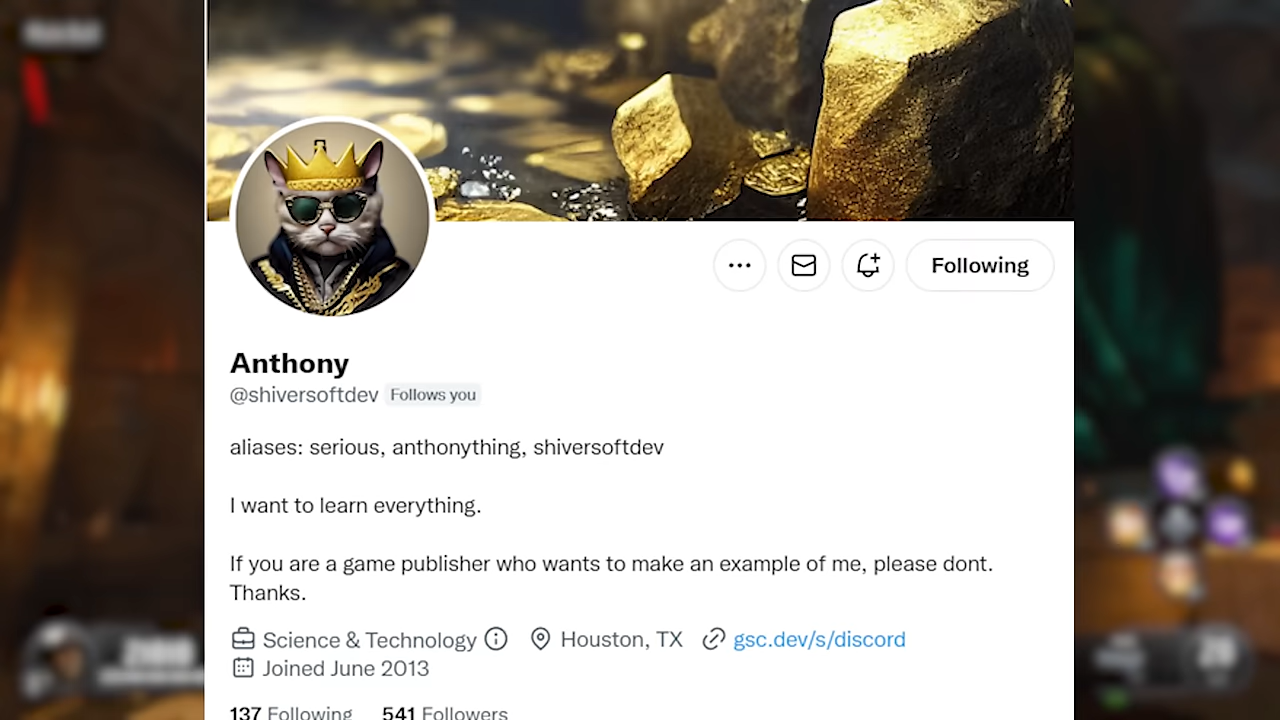 Following
Anthony
@shiversoftdev Follows you
aliases: serious, anthonything, shiversoftdev
I want to learn everything.
If you are a game publisher who wants to make an example of me, please dont.
Thanks.
Science & Technology Houston, TX gsc.dev/s/discord
Joined June 2013
137 Following 541 Followers